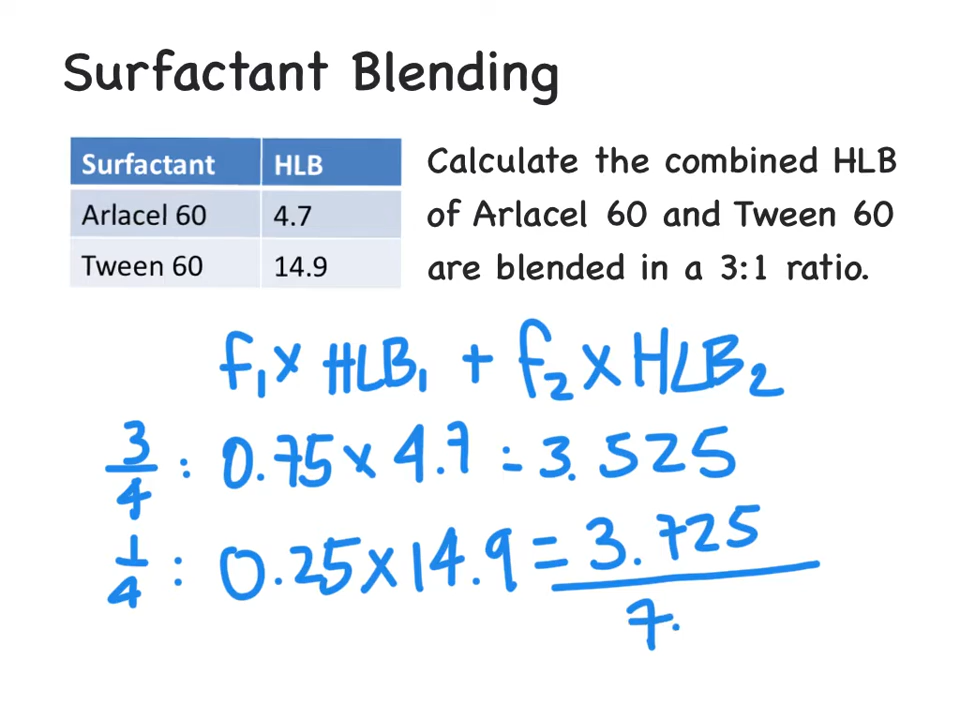 Surfactant Blending
Surfactant HLB
Arlacel 60 4.7
Tween 60 14.9
Calculate the combined HLB
of Arlacel 60 and Tween 60
are blended in a 3:1 ratio.
f₁ x HLB₁ + f₂ x HLB₂
3/4 : 0.75 x 4.7 = 3.525
1/4 : 0.25 x 14.9 = 3.725
7.